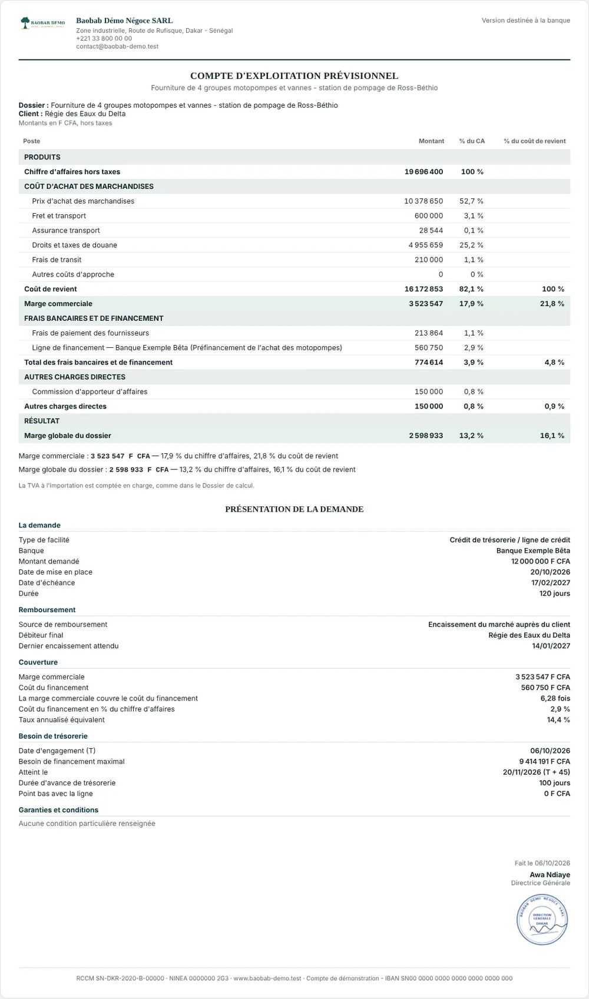 BAOBAB DÉMO
Baobab Démo Négoce SARL
Zone industrielle, Route de Rufisque, Dakar - Sénégal
+221 33 800 00 00
contact@baobab-demo.test
Version destinée à la banque
COMPTE D'EXPLOITATION PRÉVISIONNEL
Fourniture de 4 groupes motopompes et vannes - station de pompage de Ross-Béthio
Dossier : Fourniture de 4 groupes motopompes et vannes - station de pompage de Ross-Béthio
Client : Régie des Eaux du Delta
Montants en F CFA, hors taxes
Poste Montant % du CA % du coût de revient
PRODUITS
Chiffre d'affaires hors taxes 19 696 400 100 %
COÛT D'ACHAT DES MARCHANDISES
Prix d'achat des marchandises 10 378 650 52,7 %
Fret et transport 600 000 3,1 %
Assurance transport 28 544 0,1 %
Droits et taxes de douane 4 955 659 25,2 %
Frais de transit 210 000 1,1 %
Autres coûts d'approche 0 0 %
Coût de revient 16 172 853 82,1 % 100 %
Marge commerciale 3 523 547 17,9 % 21,8 %
FRAIS BANCAIRES ET DE FINANCEMENT
Frais de paiement des fournisseurs 213 864 1,1 %
Ligne de financement — Banque Exemple Bêta (Préfinancement de l'achat des motopompes) 560 750 2,9 %
Total des frais bancaires et de financement 774 614 3,9 % 4,8 %
AUTRES CHARGES DIRECTES
Commission d'apporteur d'affaires 150 000 0,8 %
Autres charges directes 150 000 0,8 % 0,9 %
RÉSULTAT
Marge globale du dossier 2 598 933 13,2 % 16,1 %
Marge commerciale : 3 523 547 F CFA — 17,9 % du chiffre d'affaires, 21,8 % du coût de revient
Marge globale du dossier : 2 598 933 F CFA — 13,2 % du chiffre d'affaires, 16,1 % du coût de revient
La TVA à l'importation est comptée en charge, comme dans le Dossier de calcul.
PRÉSENTATION DE LA DEMANDE
La demande
Type de facilité Crédit de trésorerie / ligne de crédit
Banque Banque Exemple Bêta
Montant demandé 12 000 000 F CFA
Date de mise en place 20/10/2026
Date d'échéance 17/02/2027
Durée 120 jours
Remboursement
Source de remboursement Encaissement du marché auprès du client
Débiteur final Régie des Eaux du Delta
Dernier encaissement attendu 14/01/2027
Couverture
Marge commerciale 3 523 547 F CFA
Coût du financement 560 750 F CFA
La marge commerciale couvre le coût du financement 6,28 fois
Coût du financement en % du chiffre d'affaires 2,9 %
Taux annualisé équivalent 14,4 %
Besoin de trésorerie
Date d'engagement (T) 06/10/2026
Besoin de financement maximal 9 414 191 F CFA
Atteint le 20/11/2026 (T + 45)
Durée d'avance de trésorerie 100 jours
Point bas avec la ligne 0 F CFA
Garanties et conditions
Aucune condition particulière renseignée
Fait le 06/10/2026
Awa Ndiaye
Directrice Générale
BAOBAB DÉMO NÉGOCE SARL
DIRECTION
GÉNÉRALE
DAKAR
RCCM SN-DKR-2020-B-00000 · NINEA 0000000 2G3 · www.baobab-demo.test · Compte de démonstration - IBAN SN00 0000 0000 0000 0000 0000 000